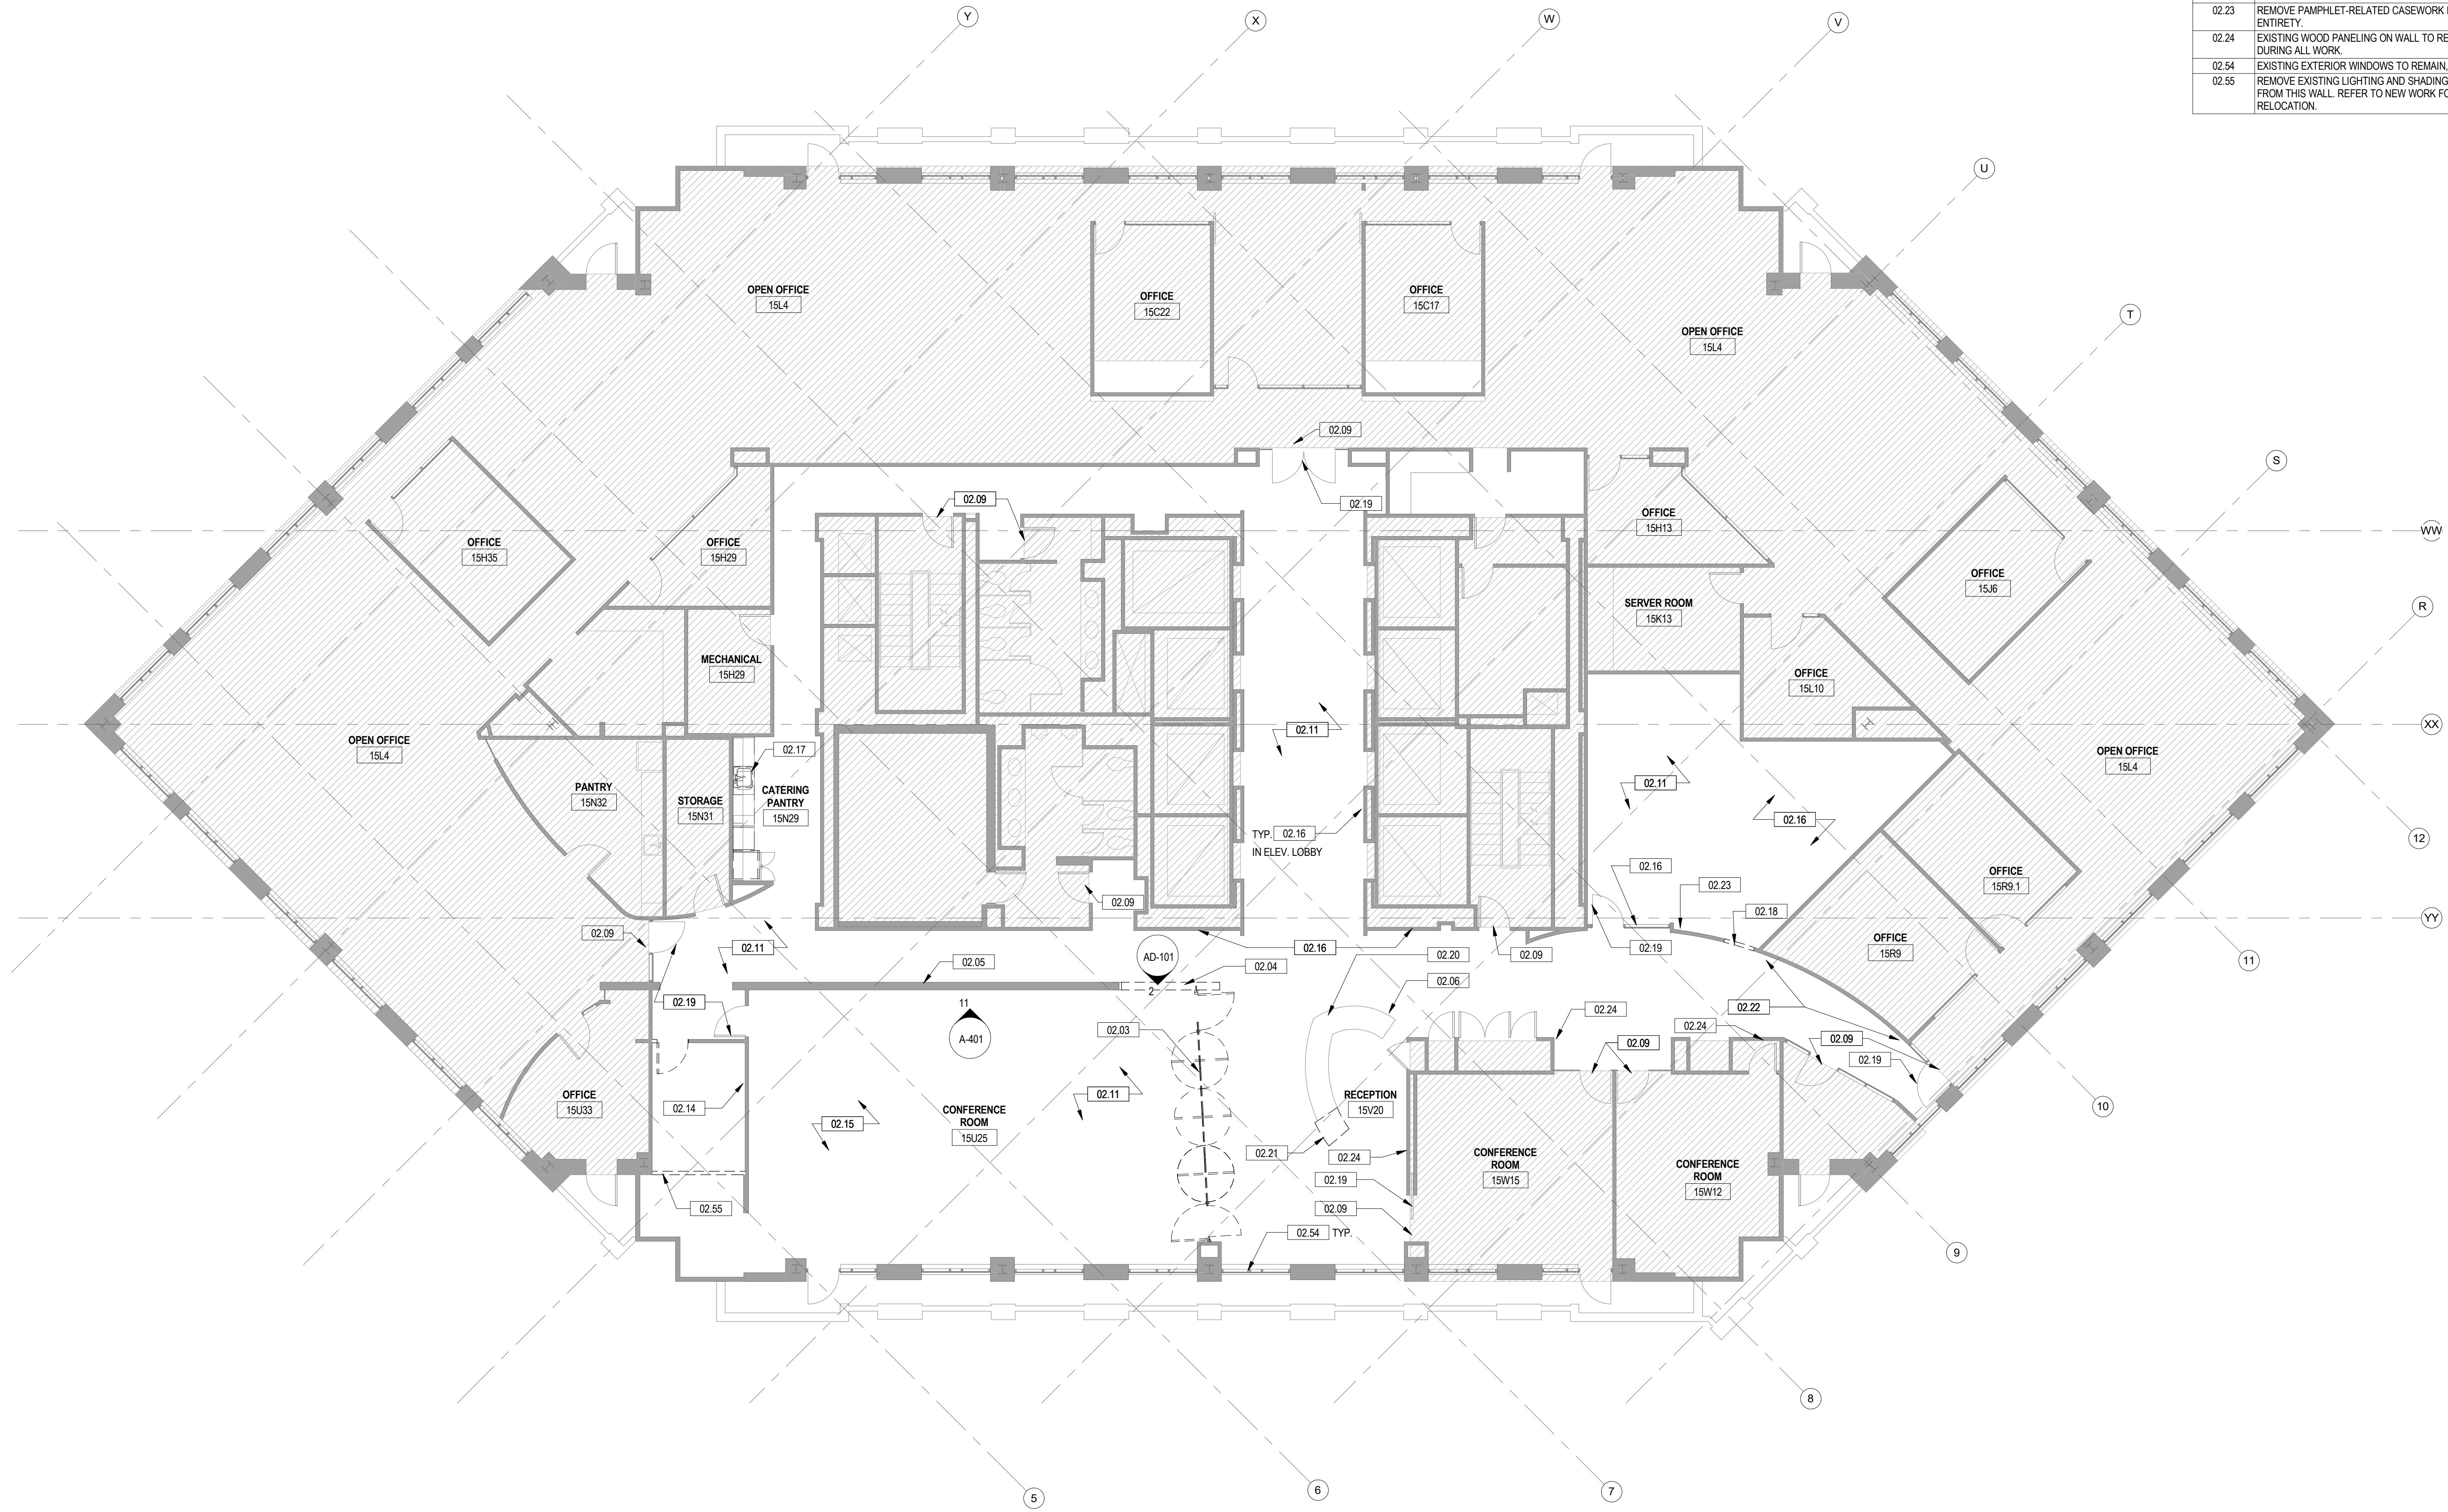 Y
X
W
V
02.23 REMOVE PAMPHLET-RELATED CASEWORK
ENTIRETY.
02.24 EXISTING WOOD PANELING ON WALL TO RE
DURING ALL WORK.
02.54 EXISTING EXTERIOR WINDOWS TO REMAIN,
02.55 REMOVE EXISTING LIGHTING AND SHADING
FROM THIS WALL. REFER TO NEW WORK FO
RELOCATION.
U
T
S
WW
R
XX
12
YY
11
10
9
8
7
6
5
OPEN OFFICE
15L4
OFFICE
15C22
OFFICE
15C17
OPEN OFFICE
15L4
02.09
02.19
02.09
OFFICE
15H35
OFFICE
15H29
OFFICE
15H13
OFFICE
15J6
SERVER ROOM
15K13
MECHANICAL
15H29
OFFICE
15L10
OPEN OFFICE
15L4
02.17
02.11
OPEN OFFICE
15L4
PANTRY
15N32
STORAGE
15N31
CATERING
PANTRY
15N29
02.11
02.16
TYP. 02.16
IN ELEV. LOBBY
02.16
02.23
02.18
OFFICE
15R9.1
OFFICE
15R9
02.09
02.09
02.11
02.05
AD-101
2
02.16
02.04
02.20
02.06
02.09
02.19
02.19
11
A-401
02.03
02.24
02.22
02.24
02.09
02.09
02.19
OFFICE
15U33
02.14
02.15
CONFERENCE
ROOM
15U25
02.11
RECEPTION
15V20
02.21
02.24
02.19
02.09
CONFERENCE
ROOM
15W15
CONFERENCE
ROOM
15W12
02.55
02.54 TYP.